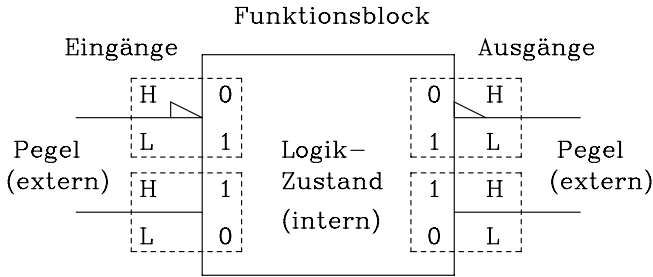 Funktionsblock
Eingänge Ausgänge
H 0 0 H
L 1 Logik- 1 L
Pegel Pegel
(extern) H 1 Zustand 1 H (extern)
(intern)
L 0 0 L